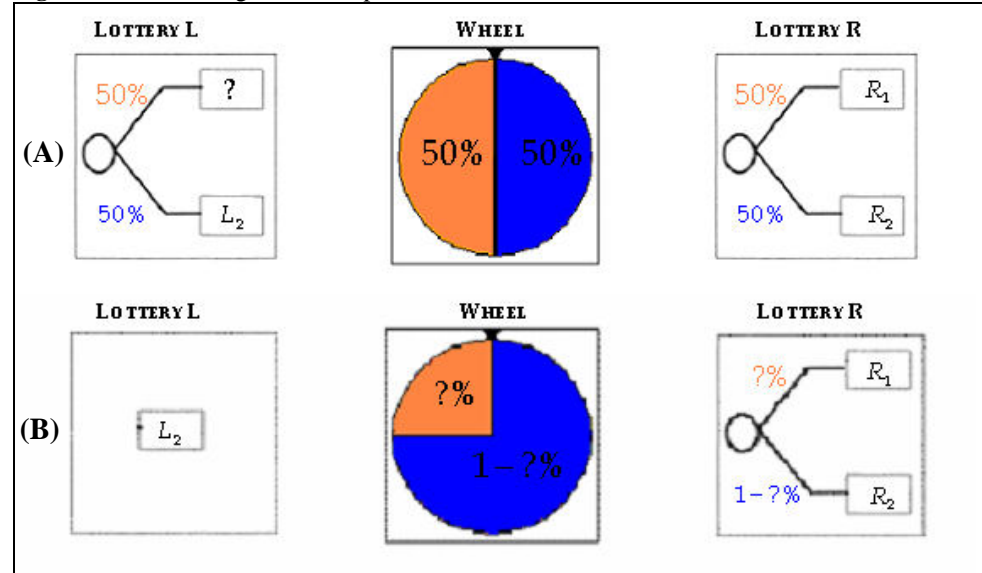 LOTTERY L
WHEEL
LOTTERY R
(A)
50%
?
50%
L2
50%
50%
50%
R1
50%
R2
LOTTERY L
WHEEL
LOTTERY R
(B)
L2
?%
1–?%
?%
R1
1–?%
R2